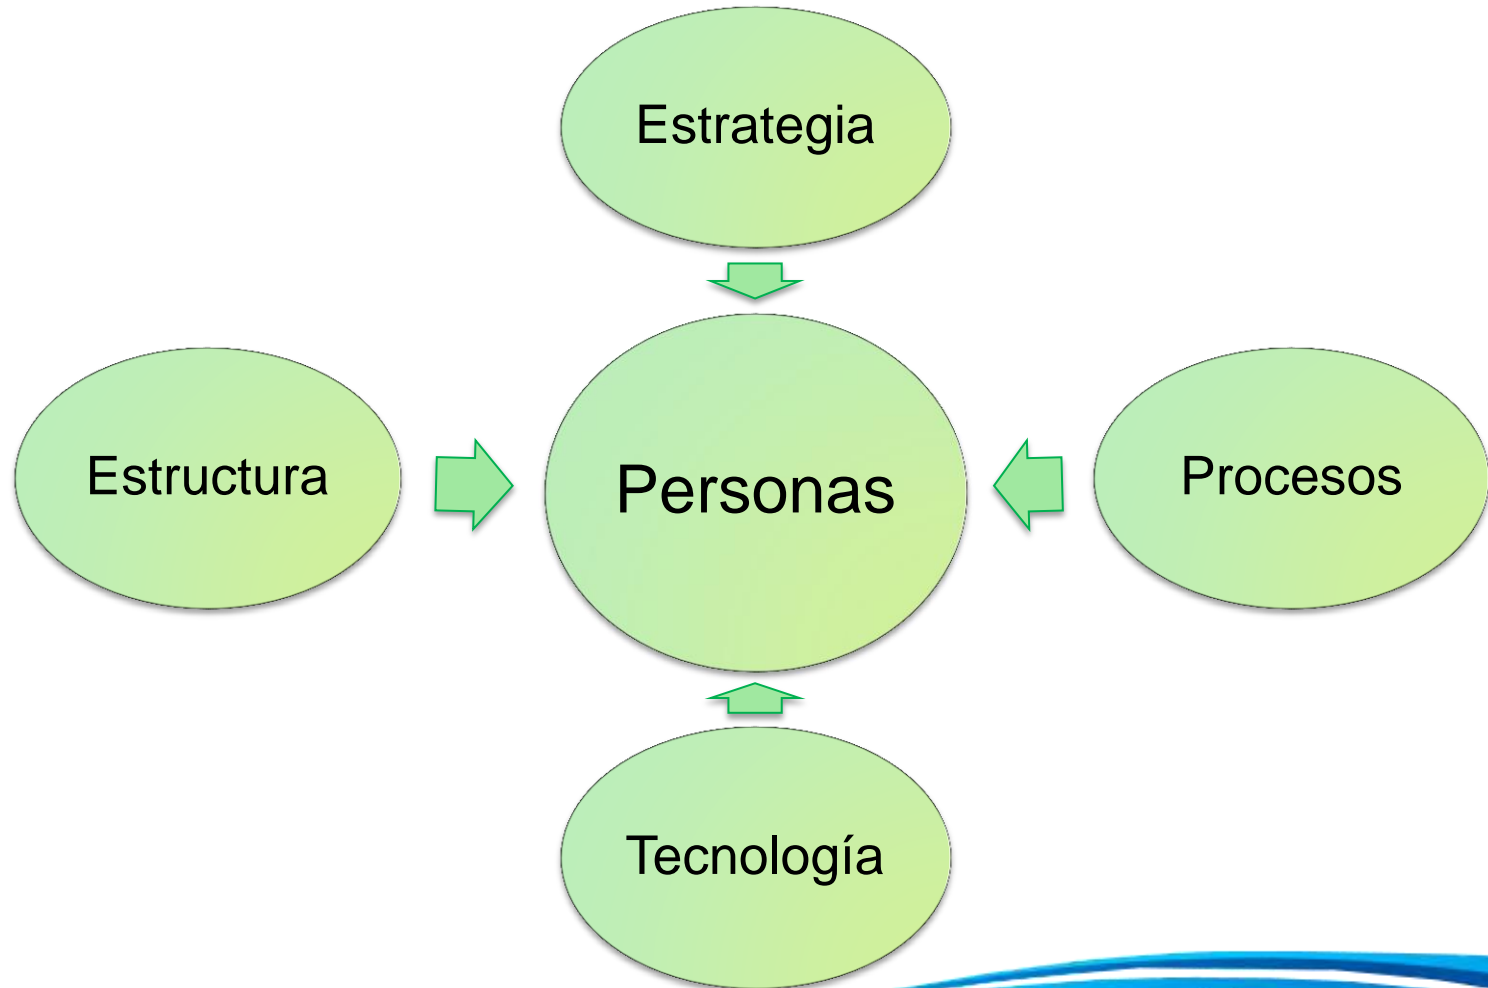 Estrategia
Estructura
Personas
Procesos
Tecnología